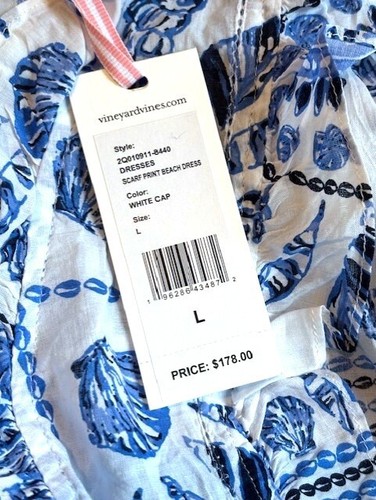 vineyardvines.com
Style:
2Q010911-B440
DRESSES
SCARF PRINT BEACH DRESS
Color:
WHITE CAP
Size:
L
1 96286 43487 2
L
PRICE: $178.00